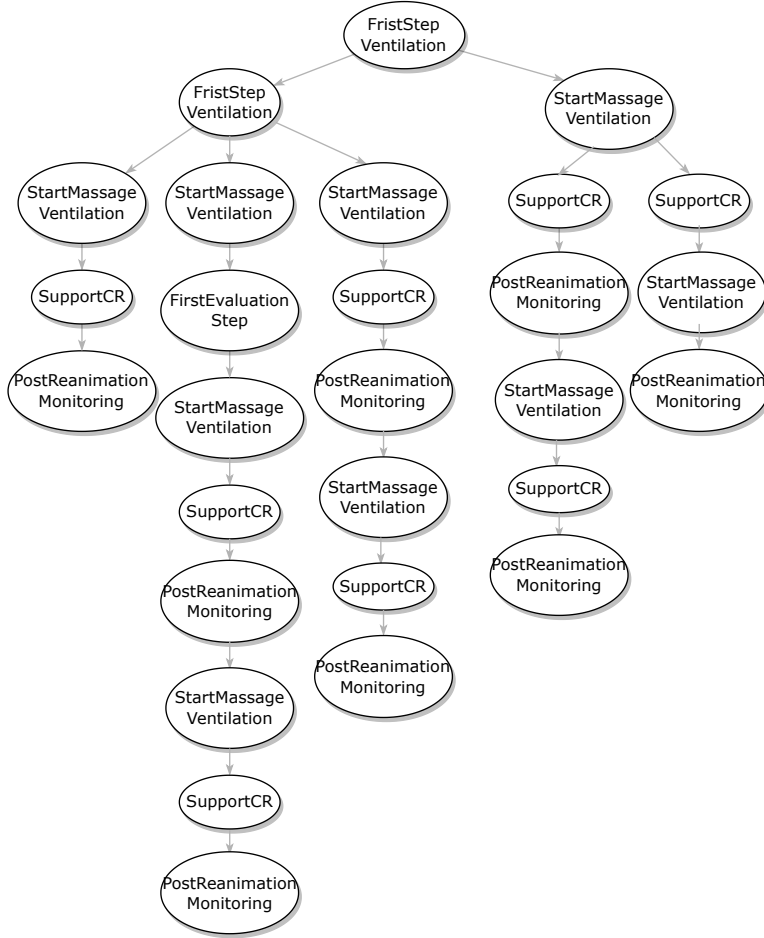 FristStep
Ventilation
FristStep
Ventilation
StartMassage
Ventilation
StartMassage
Ventilation
StartMassage
Ventilation
StartMassage
Ventilation
SupportCR
SupportCR
SupportCR
FirstEvaluation
Step
SupportCR
PostReanimation
Monitoring
StartMassage
Ventilation
PostReanimation
Monitoring
StartMassage
Ventilation
PostReanimation
Monitoring
StartMassage
Ventilation
PostReanimation
Monitoring
SupportCR
StartMassage
Ventilation
SupportCR
PostReanimation
Monitoring
SupportCR
PostReanimation
Monitoring
StartMassage
Ventilation
PostReanimation
Monitoring
SupportCR
PostReanimation
Monitoring